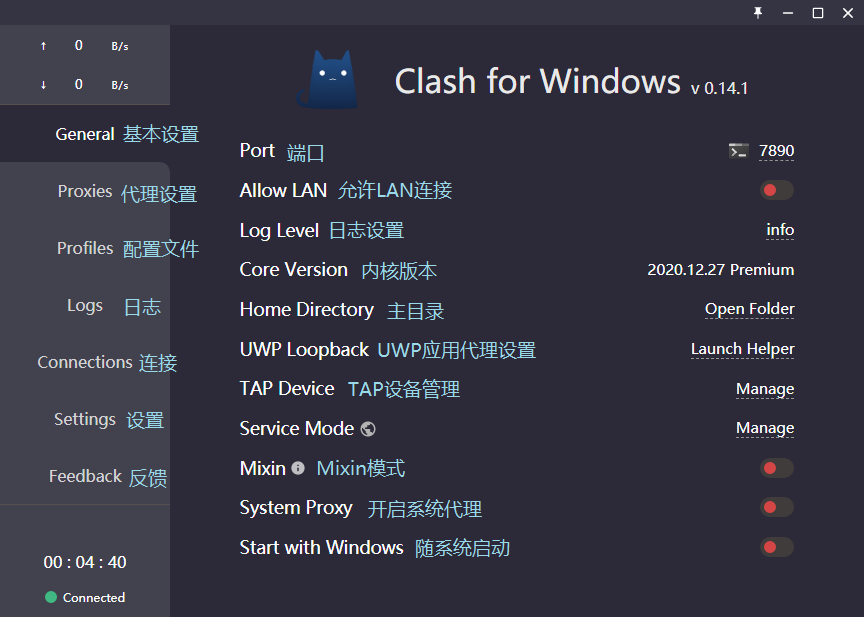 ↑ 0 B/s
↓ 0 B/s
General 基本设置
Proxies 代理设置
Profiles 配置文件
Logs 日志
Connections 连接
Settings 设置
Feedback 反馈
00 : 04 : 40
Connected
Clash for Windows v 0.14.1
Port 端口 7890
Allow LAN 允许LAN连接
Log Level 日志设置 info
Core Version 内核版本 2020.12.27 Premium
Home Directory 主目录 Open Folder
UWP Loopback UWP应用代理设置 Launch Helper
TAP Device TAP设备管理 Manage
Service Mode Manage
Mixin Mixin模式
System Proxy 开启系统代理
Start with Windows 随系统启动